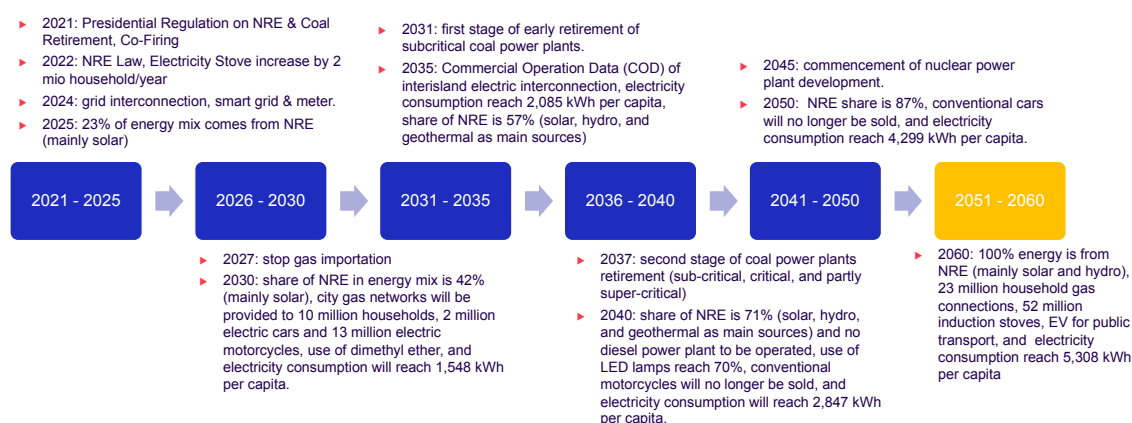 ► 2021: Presidential Regulation on NRE & Coal
Retirement, Co-Firing
► 2022: NRE Law, Electricity Stove increase by 2
mio household/year
► 2024: grid interconnection, smart grid & meter.
► 2025: 23% of energy mix comes from NRE
(mainly solar)
► 2031: first stage of early retirement of
subcritical coal power plants.
► 2035: Commercial Operation Data (COD) of
interisland electric interconnection, electricity
consumption reach 2,085 kWh per capita,
share of NRE is 57% (solar, hydro, and
geothermal as main sources)
► 2045: commencement of nuclear power
plant development.
► 2050: NRE share is 87%, conventional cars
will no longer be sold, and electricity
consumption reach 4,299 kWh per capita.
2021 - 2025
2026 - 2030
2031 - 2035
2036 - 2040
2041 - 2050
2051 - 2060
► 2027: stop gas importation
► 2030: share of NRE in energy mix is 42%
(mainly solar), city gas networks will be
provided to 10 million households, 2 million
electric cars and 13 million electric
motorcycles, use of dimethyl ether, and
electricity consumption will reach 1,548 kWh
per capita.
► 2037: second stage of coal power plants
retirement (sub-critical, critical, and partly
super-critical)
► 2040: share of NRE is 71% (solar, hydro,
and geothermal as main sources) and no
diesel power plant to be operated, use of
LED lamps reach 70%, conventional
motorcycles will no longer be sold, and
electricity consumption will reach 2,847 kWh
per capita.
► 2060: 100% energy is from
NRE (mainly solar and hydro),
23 million household gas
connections, 52 million
induction stoves, EV for public
transport, and electricity
consumption reach 5,308 kWh
per capita